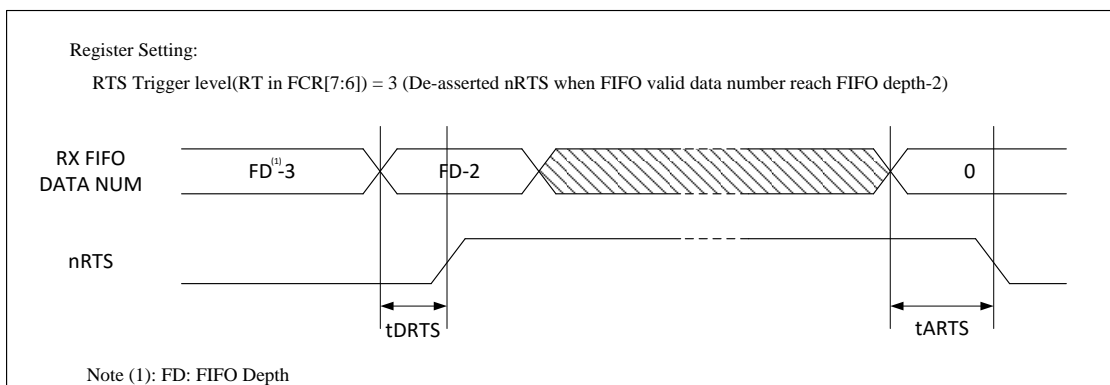 Register Setting:
RTS Trigger level(RT in FCR[7:6]) = 3 (De-asserted nRTS when FIFO valid data number reach FIFO depth-2)
RX FIFO
DATA NUM
FD(1)-3
FD-2
0
nRTS
tDRTS
tARTS
Note (1): FD: FIFO Depth